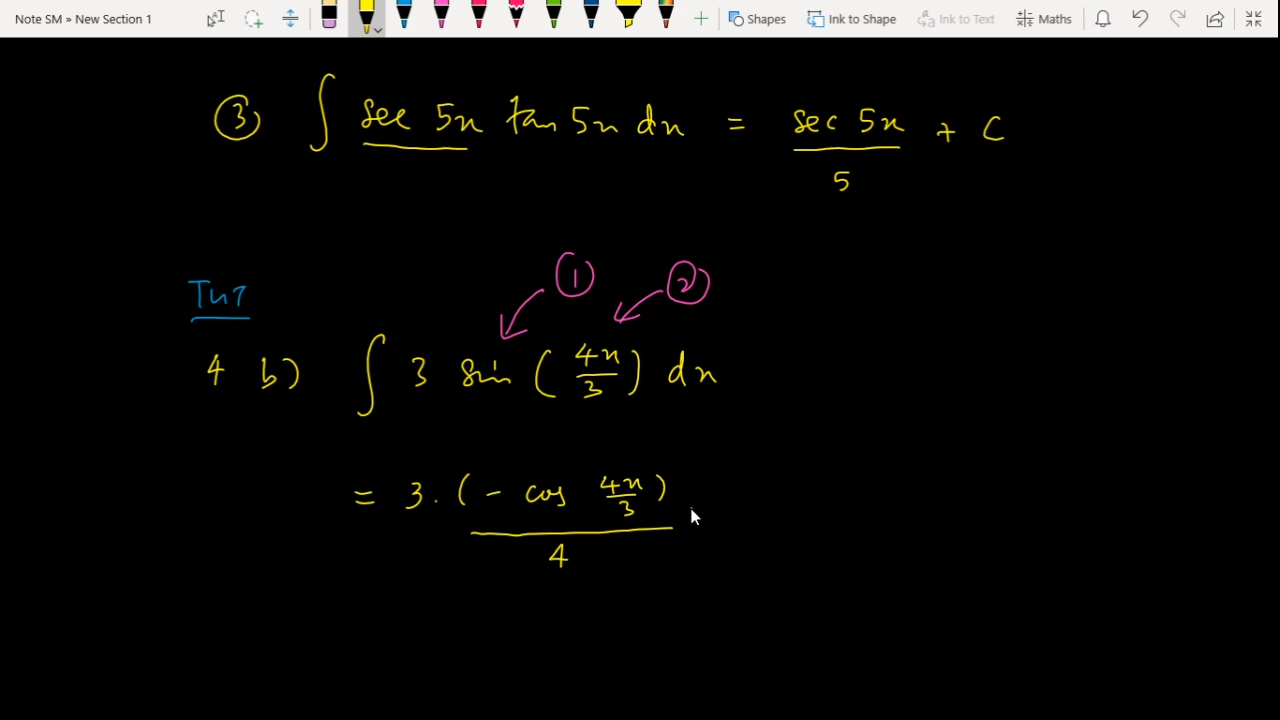 Note SM » New Section 1 Shapes Ink to Shape Ink to Text Maths
③ ∫ sec 5x tan 5x dx = sec 5x / 5 + C
① ②
Tut
4 b) ∫ 3 sin (4x/3) dx
= 3. (- cos 4x/3) / 4